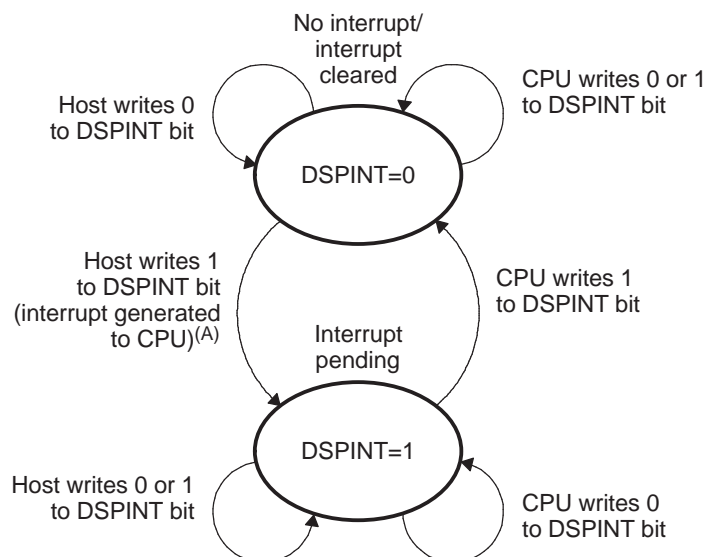 No interrupt/
interrupt
cleared
Host writes 0
to DSPINT bit
CPU writes 0 or 1
to DSPINT bit
DSPINT=0
Host writes 1
to DSPINT bit
(interrupt generated
to CPU)(A)
CPU writes 1
to DSPINT bit
Interrupt
pending
DSPINT=1
Host writes 0 or 1
to DSPINT bit
CPU writes 0
to DSPINT bit